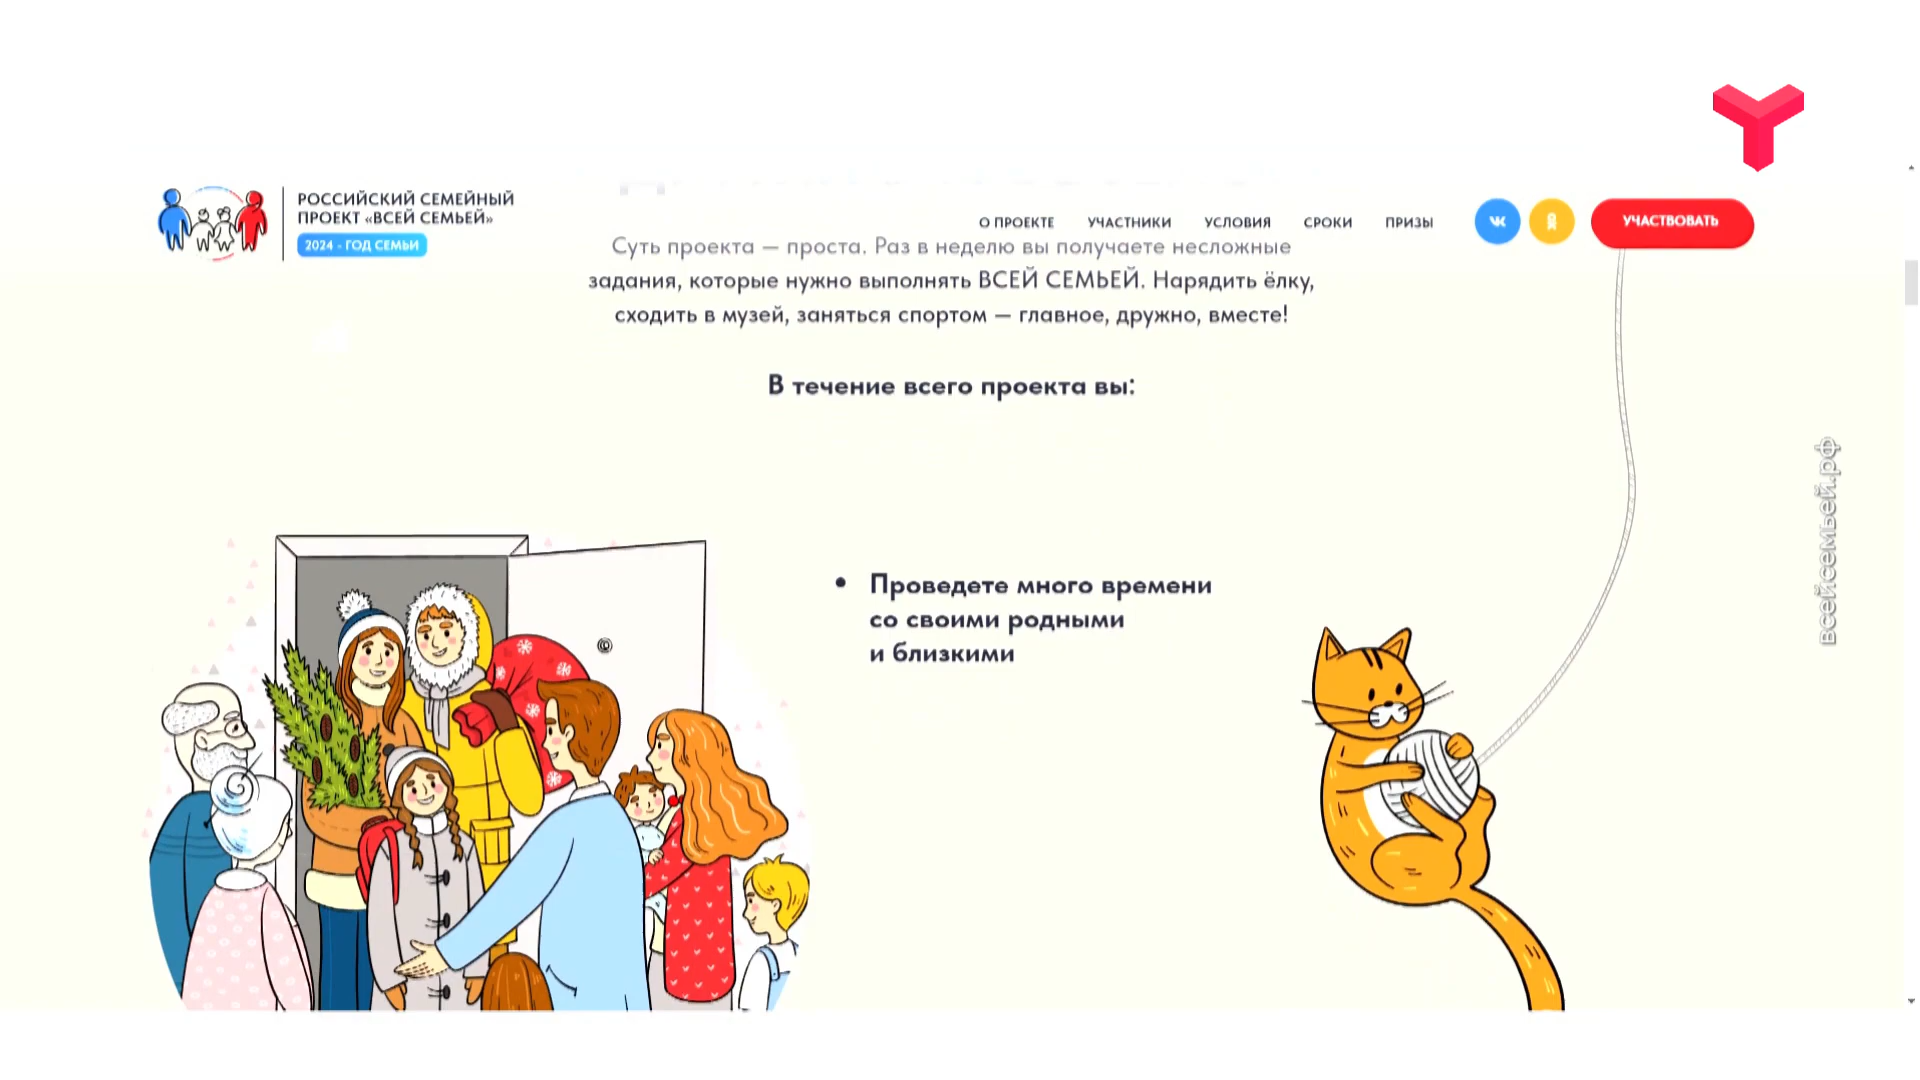 РОССИЙСКИЙ СЕМЕЙНЫЙ
ПРОЕКТ «ВСЕЙ СЕМЬЕЙ»
2024 - ГОД СЕМЬИ
О ПРОЕКТЕ УЧАСТНИКИ УСЛОВИЯ СРОКИ ПРИЗЫ
УЧАСТВОВАТЬ
Суть проекта — проста. Раз в неделю вы получаете несложные
задания, которые нужно выполнять ВСЕЙ СЕМЬЕЙ. Нарядить ёлку,
сходить в музей, заняться спортом — главное, дружно, вместе!
В течение всего проекта вы:
• Проведете много времени
со своими родными
и близкими
всейсемьей.рф